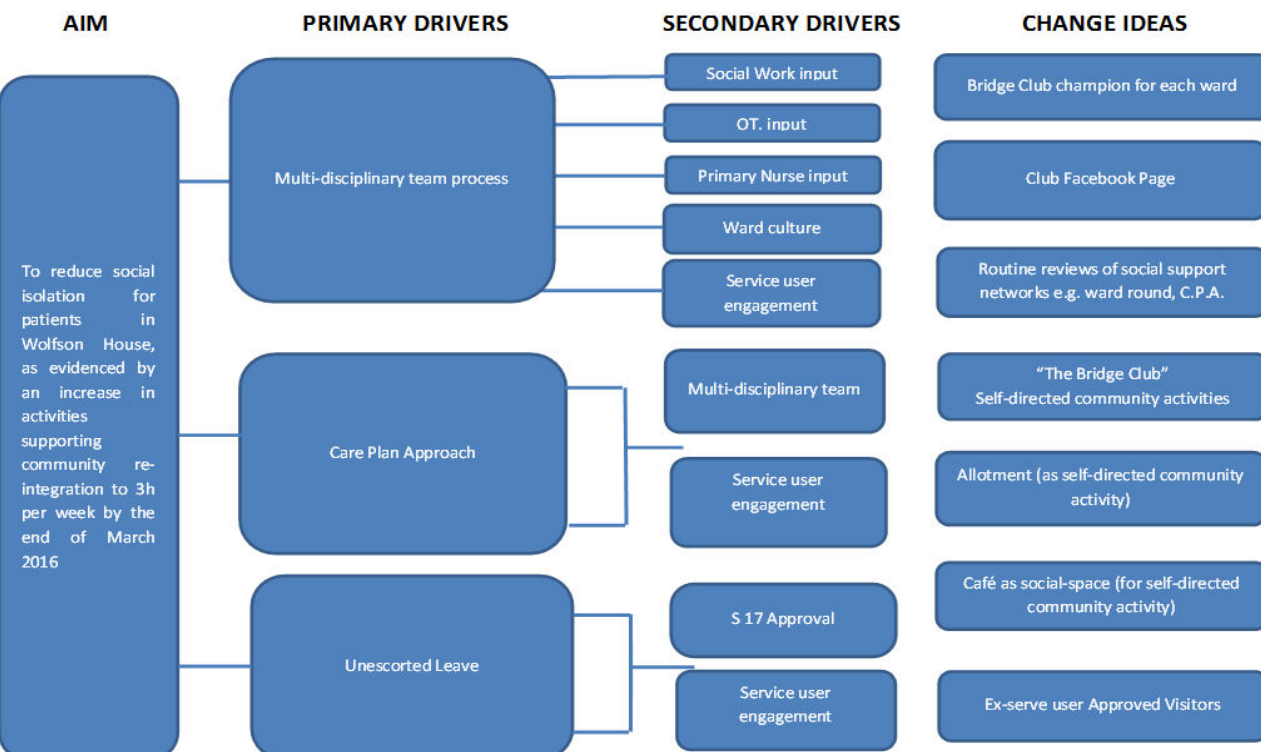 AIM
PRIMARY DRIVERS
SECONDARY DRIVERS
CHANGE IDEAS
To reduce social
isolation for
patients in
Wolfson House,
as evidenced by
an increase in
activities
supporting
community re-
integration to 3h
per week by the
end of March
2016
Multi-disciplinary team process
Care Plan Approach
Unescorted Leave
Social Work input
OT. input
Primary Nurse input
Ward culture
Service user
engagement
Multi-disciplinary team
Service user
engagement
S 17 Approval
Service user
engagement
Bridge Club champion for each ward
Club Facebook Page
Routine reviews of social support
networks e.g. ward round, C.P.A.
“The Bridge Club”
Self-directed community activities
Allotment (as self-directed community
activity)
Café as social-space (for self-directed
community activity)
Ex-serve user Approved Visitors